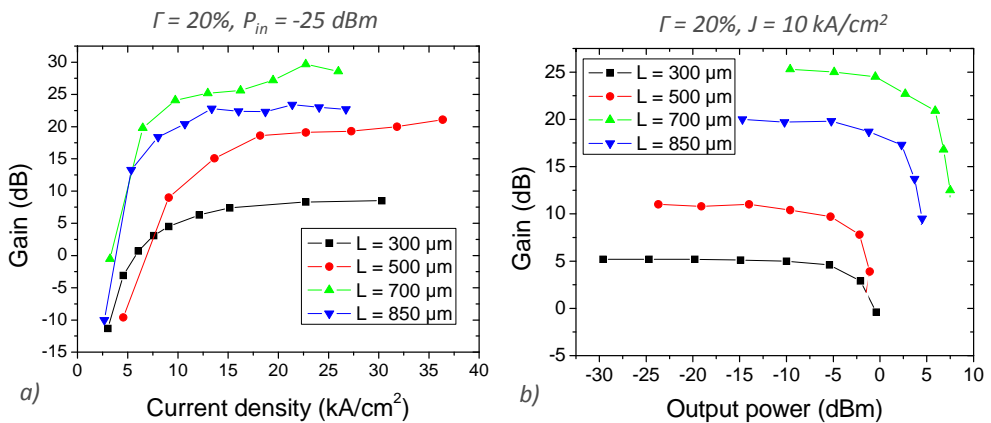 Γ = 20%, P_in = -25 dBm
30
25
20
15
10
5
0
-5
-10
-15
Gain (dB)
L = 300 µm
L = 500 µm
L = 700 µm
L = 850 µm
0 5 10 15 20 25 30 35 40
Current density (kA/cm²)
a)
Γ = 20%, J = 10 kA/cm²
25
20
15
10
5
0
-5
Gain (dB)
L = 300 µm
L = 500 µm
L = 700 µm
L = 850 µm
-30 -25 -20 -15 -10 -5 0 5 10
Output power (dBm)
b)